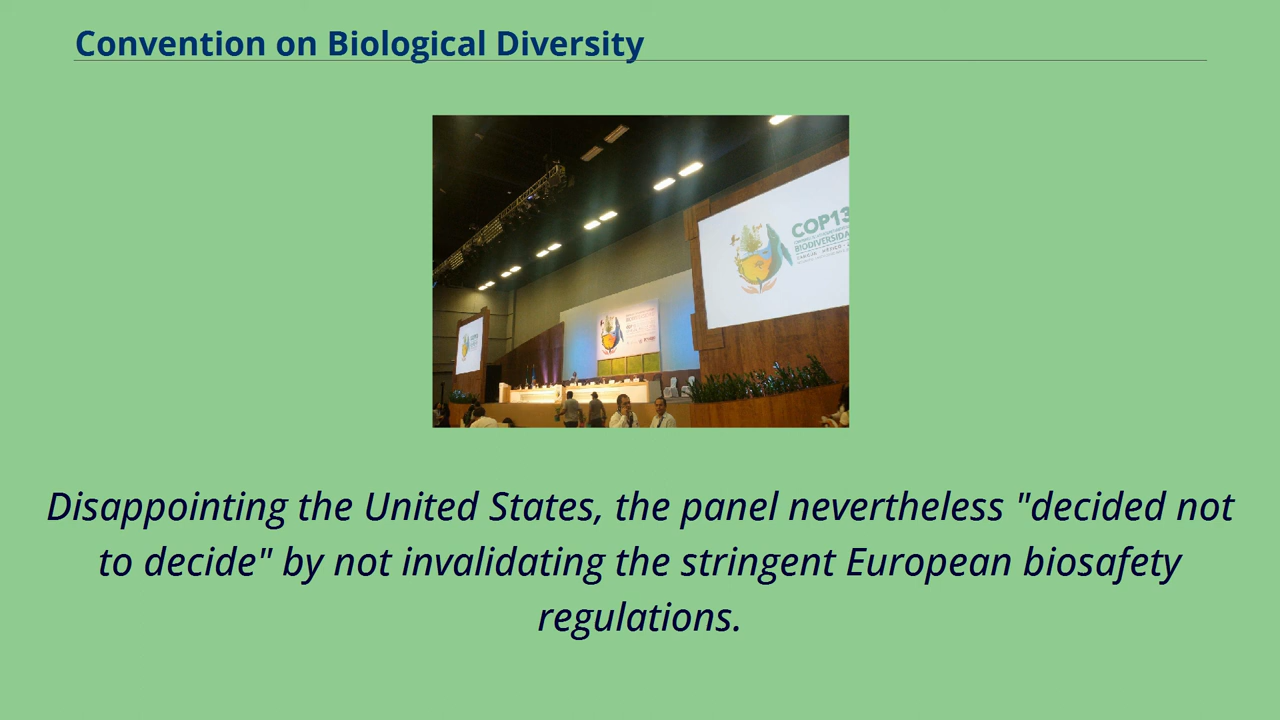 Convention on Biological Diversity
COP13
BIODIVERSIDA
Disappointing the United States, the panel nevertheless "decided not
to decide" by not invalidating the stringent European biosafety
regulations.